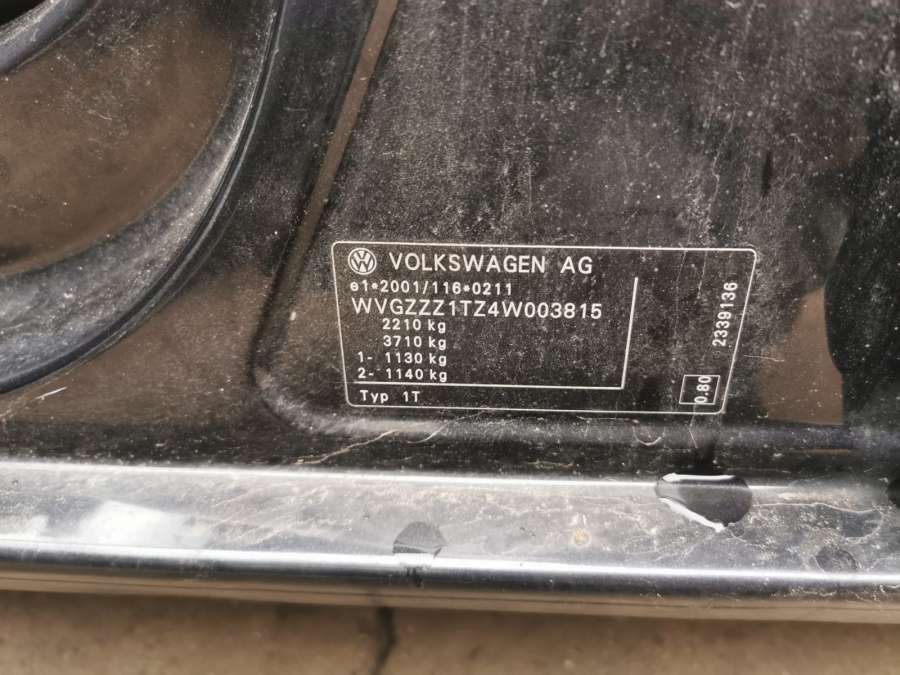 VOLKSWAGEN AG
e1*2001/116*0211
WVGZZZ1TZ4W003815
2210 kg
3710 kg
1- 1130 kg
2- 1140 kg
Typ 1T
2339136
0.80